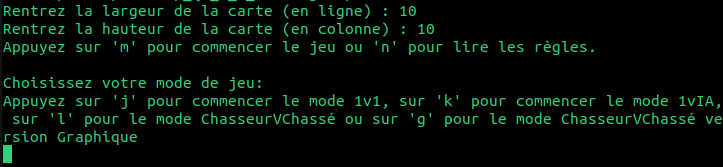 Rentrez la largeur de la carte (en ligne) : 10
Rentrez la hauteur de la carte (en colonne) : 10
Appuyez sur 'm' pour commencer le jeu ou 'n' pour lire les règles.
Choisissez votre mode de jeu:
Appuyez sur 'j' pour commencer le mode 1v1, sur 'k' pour commencer le mode 1vIA,
sur 'l' pour le mode ChasseurVChassé ou sur 'g' pour le mode ChasseurVChassé ve
rsion Graphique